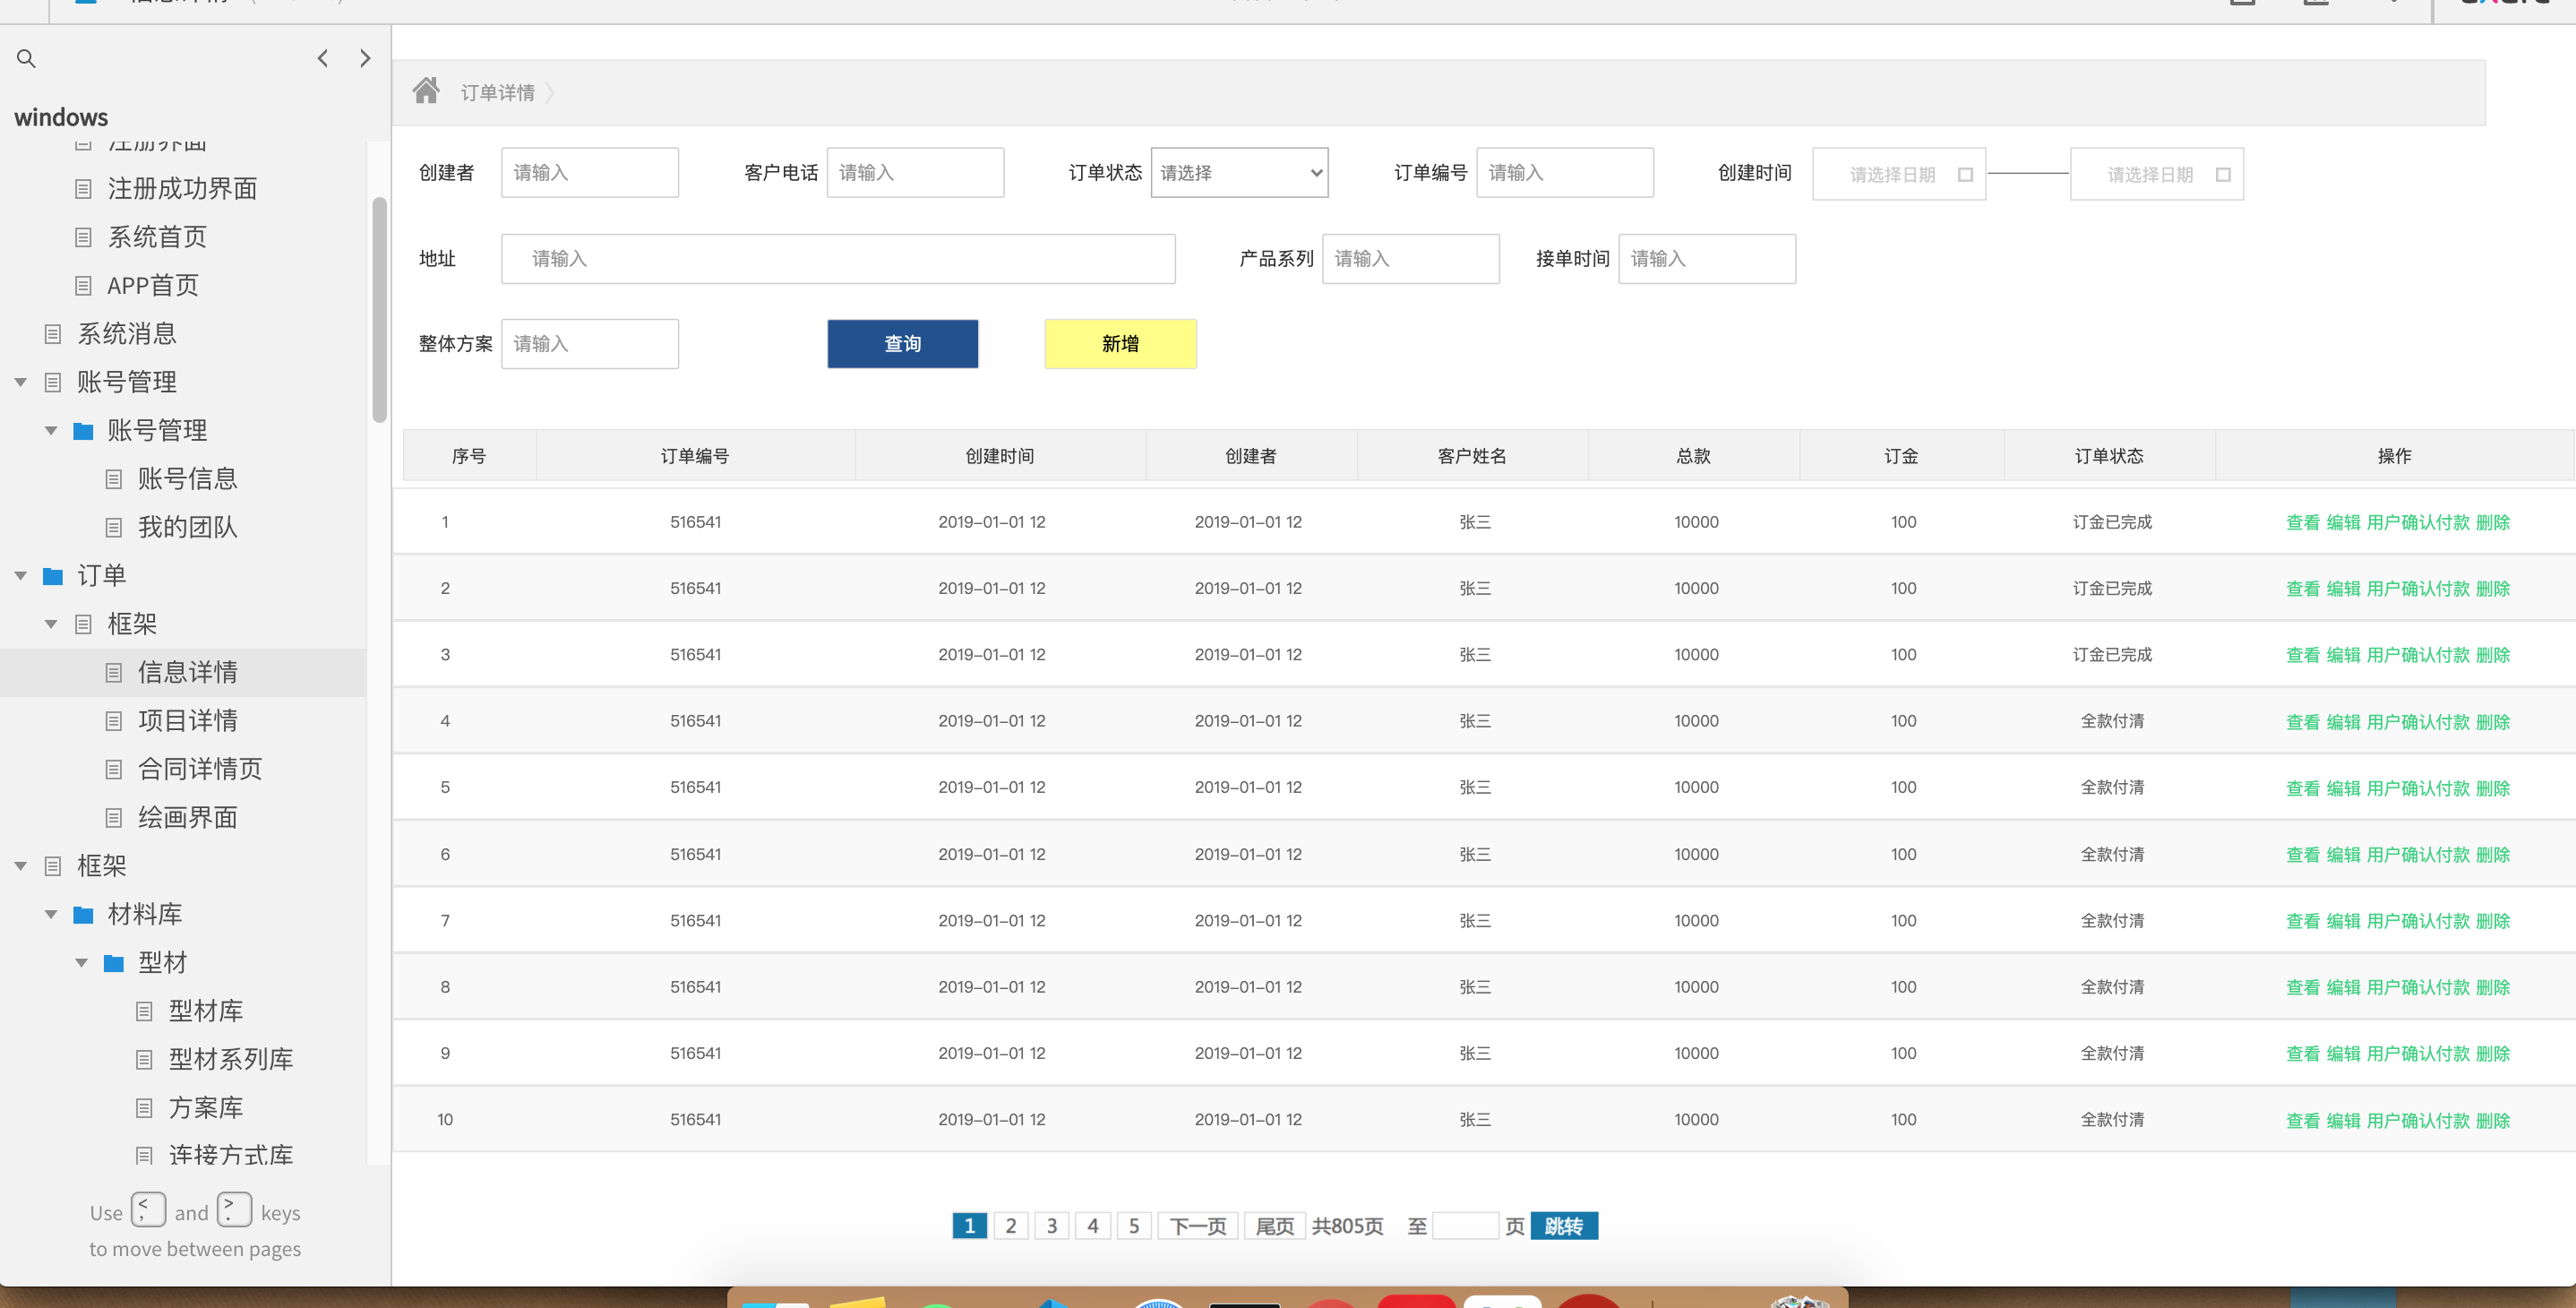 windows
注册界面
注册成功界面
系统首页
APP首页
系统消息
账号管理
账号管理
账号信息
我的团队
订单
框架
信息详情
项目详情
合同详情页
绘画界面
框架
材料库
型材
型材库
型材系列库
方案库
连接方式库
Use < , and > . keys
to move between pages
订单详情
创建者 请输入 客户电话 请输入 订单状态 请选择 订单编号 请输入 创建时间 请选择日期 请选择日期
地址 请输入 产品系列 请输入 接单时间 请输入
整体方案 请输入 查询 新增
序号 订单编号 创建时间 创建者 客户姓名 总款 订金 订单状态 操作
1 516541 2019-01-01 12 2019-01-01 12 张三 10000 100 订金已完成 查看 编辑 用户确认付款 删除
2 516541 2019-01-01 12 2019-01-01 12 张三 10000 100 订金已完成 查看 编辑 用户确认付款 删除
3 516541 2019-01-01 12 2019-01-01 12 张三 10000 100 订金已完成 查看 编辑 用户确认付款 删除
4 516541 2019-01-01 12 2019-01-01 12 张三 10000 100 全款付清 查看 编辑 用户确认付款 删除
5 516541 2019-01-01 12 2019-01-01 12 张三 10000 100 全款付清 查看 编辑 用户确认付款 删除
6 516541 2019-01-01 12 2019-01-01 12 张三 10000 100 全款付清 查看 编辑 用户确认付款 删除
7 516541 2019-01-01 12 2019-01-01 12 张三 10000 100 全款付清 查看 编辑 用户确认付款 删除
8 516541 2019-01-01 12 2019-01-01 12 张三 10000 100 全款付清 查看 编辑 用户确认付款 删除
9 516541 2019-01-01 12 2019-01-01 12 张三 10000 100 全款付清 查看 编辑 用户确认付款 删除
10 516541 2019-01-01 12 2019-01-01 12 张三 10000 100 全款付清 查看 编辑 用户确认付款 删除
1 2 3 4 5 下一页 尾页 共805页 至 页 跳转